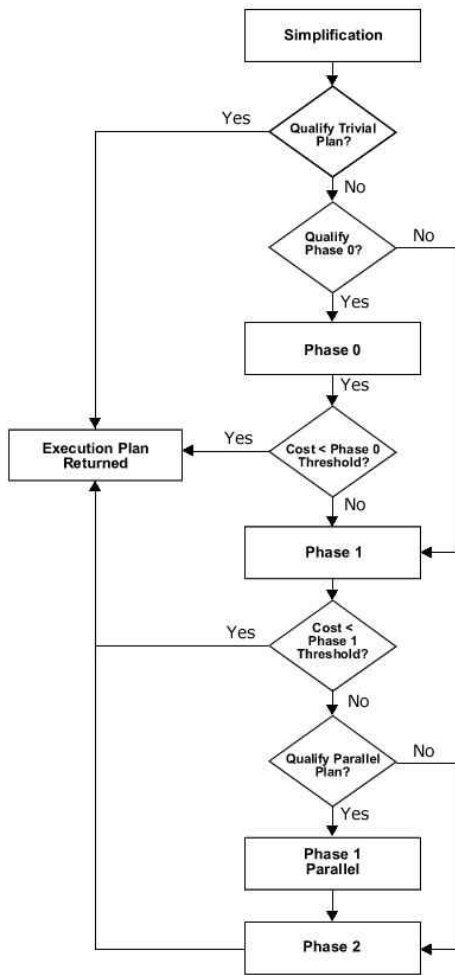 Simplification
Yes
Qualify Trivial
Plan?
No
Qualify
Phase 0?
No
Yes
Phase 0
Yes
Execution Plan
Returned
Yes
Cost < Phase 0
Threshold?
No
Phase 1
Yes
Cost <
Phase 1
Threshold?
No
Qualify Parallel
Plan?
No
Yes
Phase 1
Parallel
Phase 2